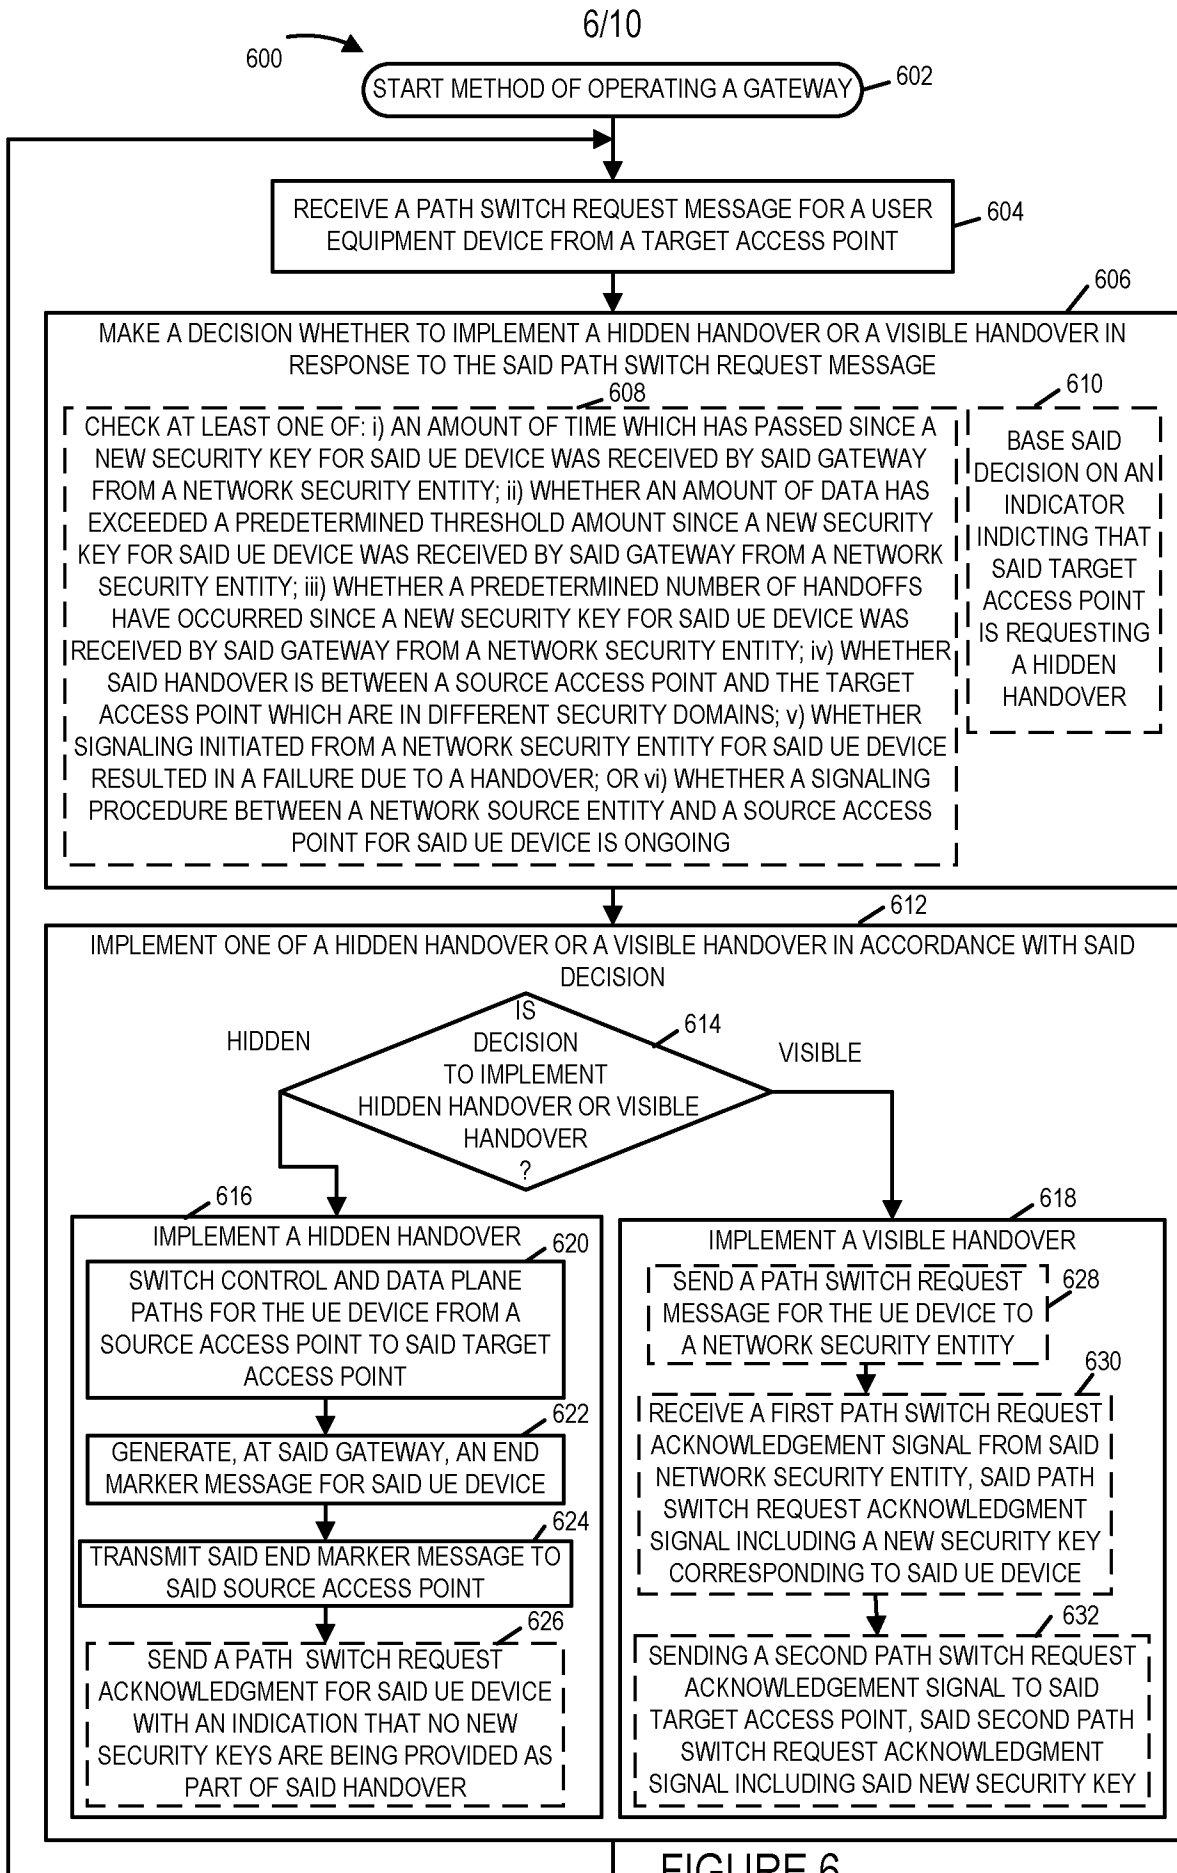 6/10
600
START METHOD OF OPERATING A GATEWAY
602
RECEIVE A PATH SWITCH REQUEST MESSAGE FOR A USER
EQUIPMENT DEVICE FROM A TARGET ACCESS POINT
604
606
MAKE A DECISION WHETHER TO IMPLEMENT A HIDDEN HANDOVER OR A VISIBLE HANDOVER IN
RESPONSE TO THE SAID PATH SWITCH REQUEST MESSAGE
608
CHECK AT LEAST ONE OF: i) AN AMOUNT OF TIME WHICH HAS PASSED SINCE A
NEW SECURITY KEY FOR SAID UE DEVICE WAS RECEIVED BY SAID GATEWAY
FROM A NETWORK SECURITY ENTITY; ii) WHETHER AN AMOUNT OF DATA HAS
EXCEEDED A PREDETERMINED THRESHOLD AMOUNT SINCE A NEW SECURITY
KEY FOR SAID UE DEVICE WAS RECEIVED BY SAID GATEWAY FROM A NETWORK
SECURITY ENTITY; iii) WHETHER A PREDETERMINED NUMBER OF HANDOFFS
HAVE OCCURRED SINCE A NEW SECURITY KEY FOR SAID UE DEVICE WAS
RECEIVED BY SAID GATEWAY FROM A NETWORK SECURITY ENTITY; iv) WHETHER
SAID HANDOVER IS BETWEEN A SOURCE ACCESS POINT AND THE TARGET
ACCESS POINT WHICH ARE IN DIFFERENT SECURITY DOMAINS; v) WHETHER
SIGNALING INITIATED FROM A NETWORK SECURITY ENTITY FOR SAID UE DEVICE
RESULTED IN A FAILURE DUE TO A HANDOVER; OR vi) WHETHER A SIGNALING
PROCEDURE BETWEEN A NETWORK SOURCE ENTITY AND A SOURCE ACCESS
POINT FOR SAID UE DEVICE IS ONGOING
610
BASE SAID
DECISION ON AN
INDICATOR
INDICTING THAT
SAID TARGET
ACCESS POINT
IS REQUESTING
A HIDDEN
HANDOVER
612
IMPLEMENT ONE OF A HIDDEN HANDOVER OR A VISIBLE HANDOVER IN ACCORDANCE WITH SAID
DECISION
614
IS
DECISION
TO IMPLEMENT
HIDDEN HANDOVER OR VISIBLE
HANDOVER
?
HIDDEN
VISIBLE
616
IMPLEMENT A HIDDEN HANDOVER
620
SWITCH CONTROL AND DATA PLANE
PATHS FOR THE UE DEVICE FROM A
SOURCE ACCESS POINT TO SAID TARGET
ACCESS POINT
622
GENERATE, AT SAID GATEWAY, AN END
MARKER MESSAGE FOR SAID UE DEVICE
624
TRANSMIT SAID END MARKER MESSAGE TO
SAID SOURCE ACCESS POINT
626
SEND A PATH SWITCH REQUEST
ACKNOWLEDGMENT FOR SAID UE DEVICE
WITH AN INDICATION THAT NO NEW
SECURITY KEYS ARE BEING PROVIDED AS
PART OF SAID HANDOVER
618
IMPLEMENT A VISIBLE HANDOVER
628
SEND A PATH SWITCH REQUEST
MESSAGE FOR THE UE DEVICE TO
A NETWORK SECURITY ENTITY
630
RECEIVE A FIRST PATH SWITCH REQUEST
ACKNOWLEDGEMENT SIGNAL FROM SAID
NETWORK SECURITY ENTITY, SAID PATH
SWITCH REQUEST ACKNOWLEDGMENT
SIGNAL INCLUDING A NEW SECURITY KEY
CORRESPONDING TO SAID UE DEVICE
632
SENDING A SECOND PATH SWITCH REQUEST
ACKNOWLEDGEMENT SIGNAL TO SAID
TARGET ACCESS POINT, SAID SECOND PATH
SWITCH REQUEST ACKNOWLEDGMENT
SIGNAL INCLUDING SAID NEW SECURITY KEY
FIGURE 6